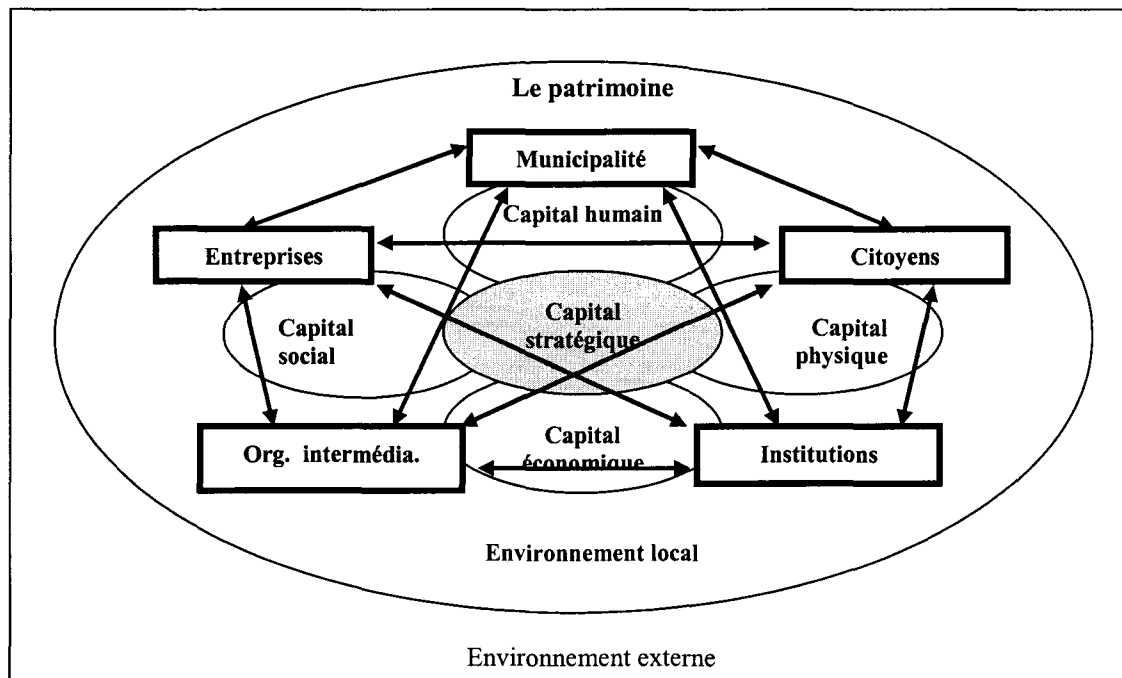 Le patrimoine
Municipalité
Capital humain
Entreprises
Citoyens
Capital
stratégique
Capital
social
Capital
physique
Org. intermédia.
Capital
économique
Institutions
Environnement local
Environnement externe